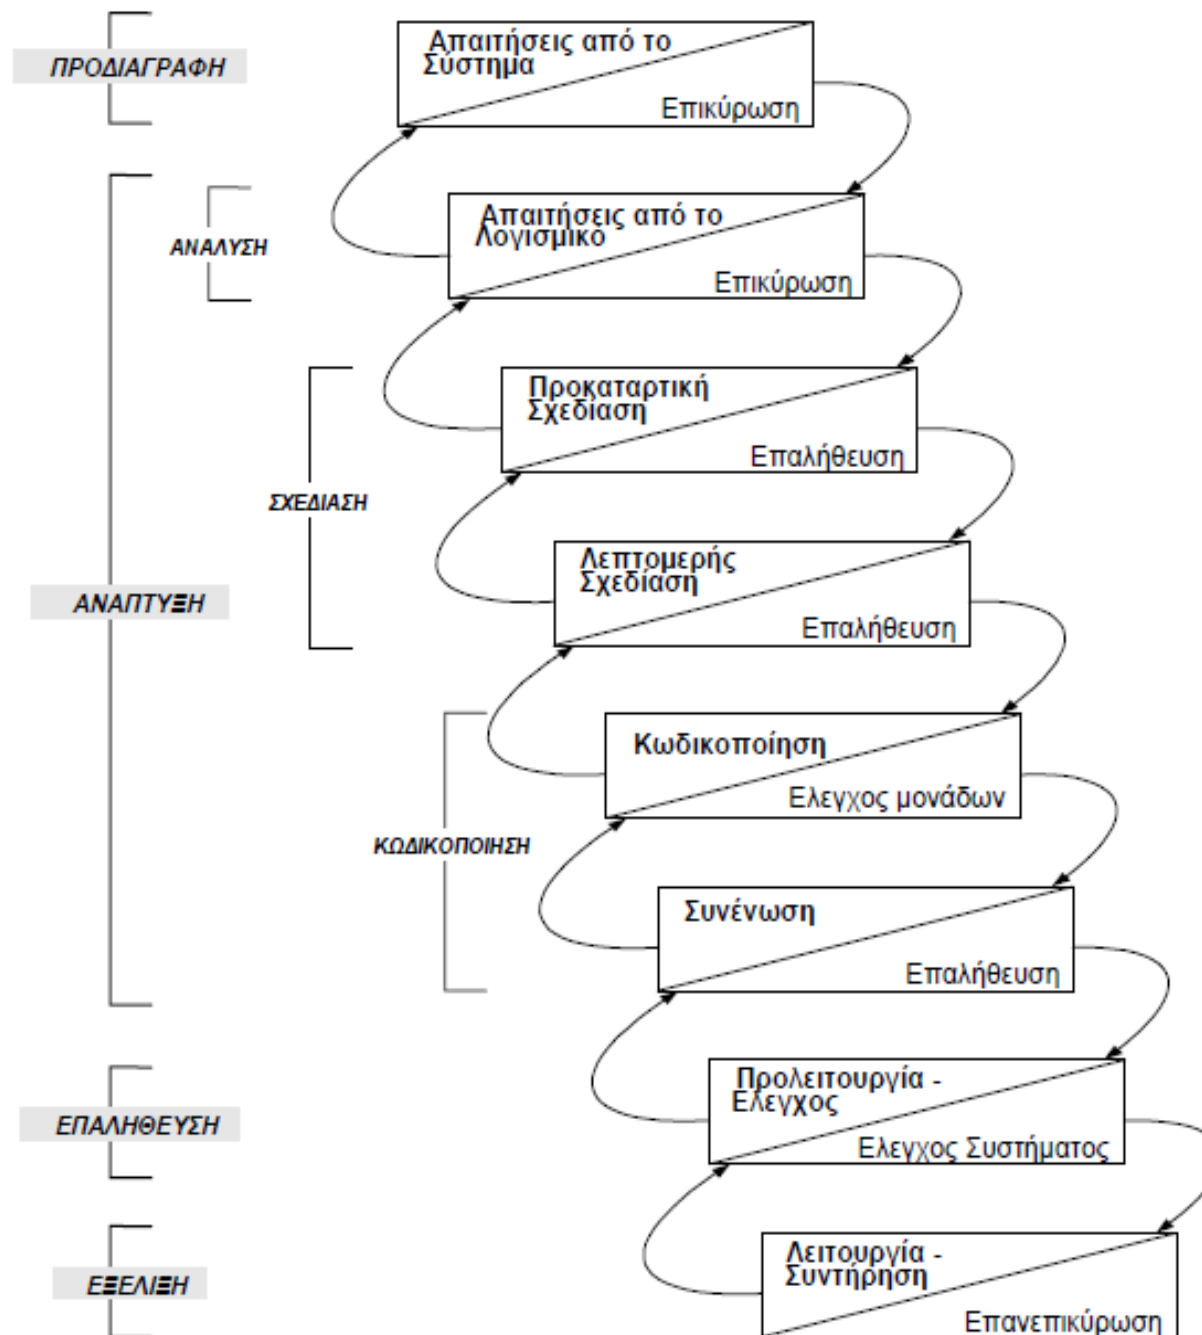 ΠΡΟΔΙΑΓΡΑΦΗ
Απαιτήσεις από το
Σύστημα
Επικύρωση
ΑΝΑΛΥΣΗ
Απαιτήσεις από το
Λογισμικό
Επικύρωση
Προκαταρτική
Σχεδίαση
Επαλήθευση
ΣΧΕΔΙΑΣΗ
Λεπτομερής
Σχεδίαση
Επαλήθευση
ΑΝΑΠΤΥΞΗ
Κωδικοποίηση
Ελεγχος μονάδων
ΚΩΔΙΚΟΠΟΙΗΣΗ
Συνένωση
Επαλήθευση
ΕΠΑΛΗΘΕΥΣΗ
Προλειτουργία -
Ελεγχος
Ελεγχος Συστήματος
ΕΞΕΛΙΞΗ
Λειτουργία -
Συντήρηση
Επανεπικύρωση